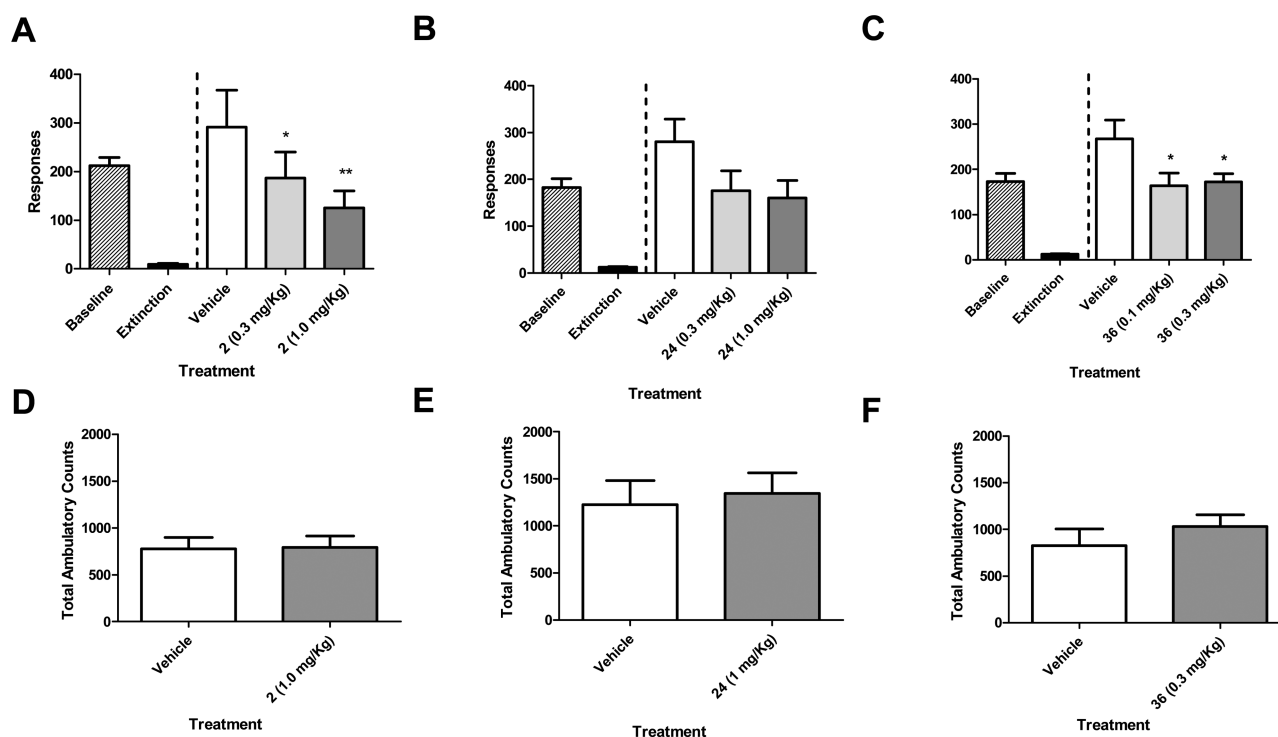 A
Responses
400
300
200
100
0
*
**
Baseline
Extinction
Vehicle
2 (0.3 mg/Kg)
2 (1.0 mg/Kg)
Treatment
B
Responses
400
300
200
100
0
Baseline
Extinction
Vehicle
24 (0.3 mg/Kg)
24 (1.0 mg/Kg)
Treatment
C
400
300
200
100
0
*
*
Baseline
Extinction
Vehicle
36 (0.1 mg/Kg)
36 (0.3 mg/Kg)
Treatment
D
Total Ambulatory Counts
2000
1500
1000
500
0
Vehicle
2 (1.0 mg/Kg)
Treatment
E
Total Ambulatory Counts
2000
1500
1000
500
0
Vehicle
24 (1 mg/Kg)
Treatment
F
Total Ambulatory Counts
2000
1500
1000
500
0
Vehicle
36 (0.3 mg/Kg)
Treatment